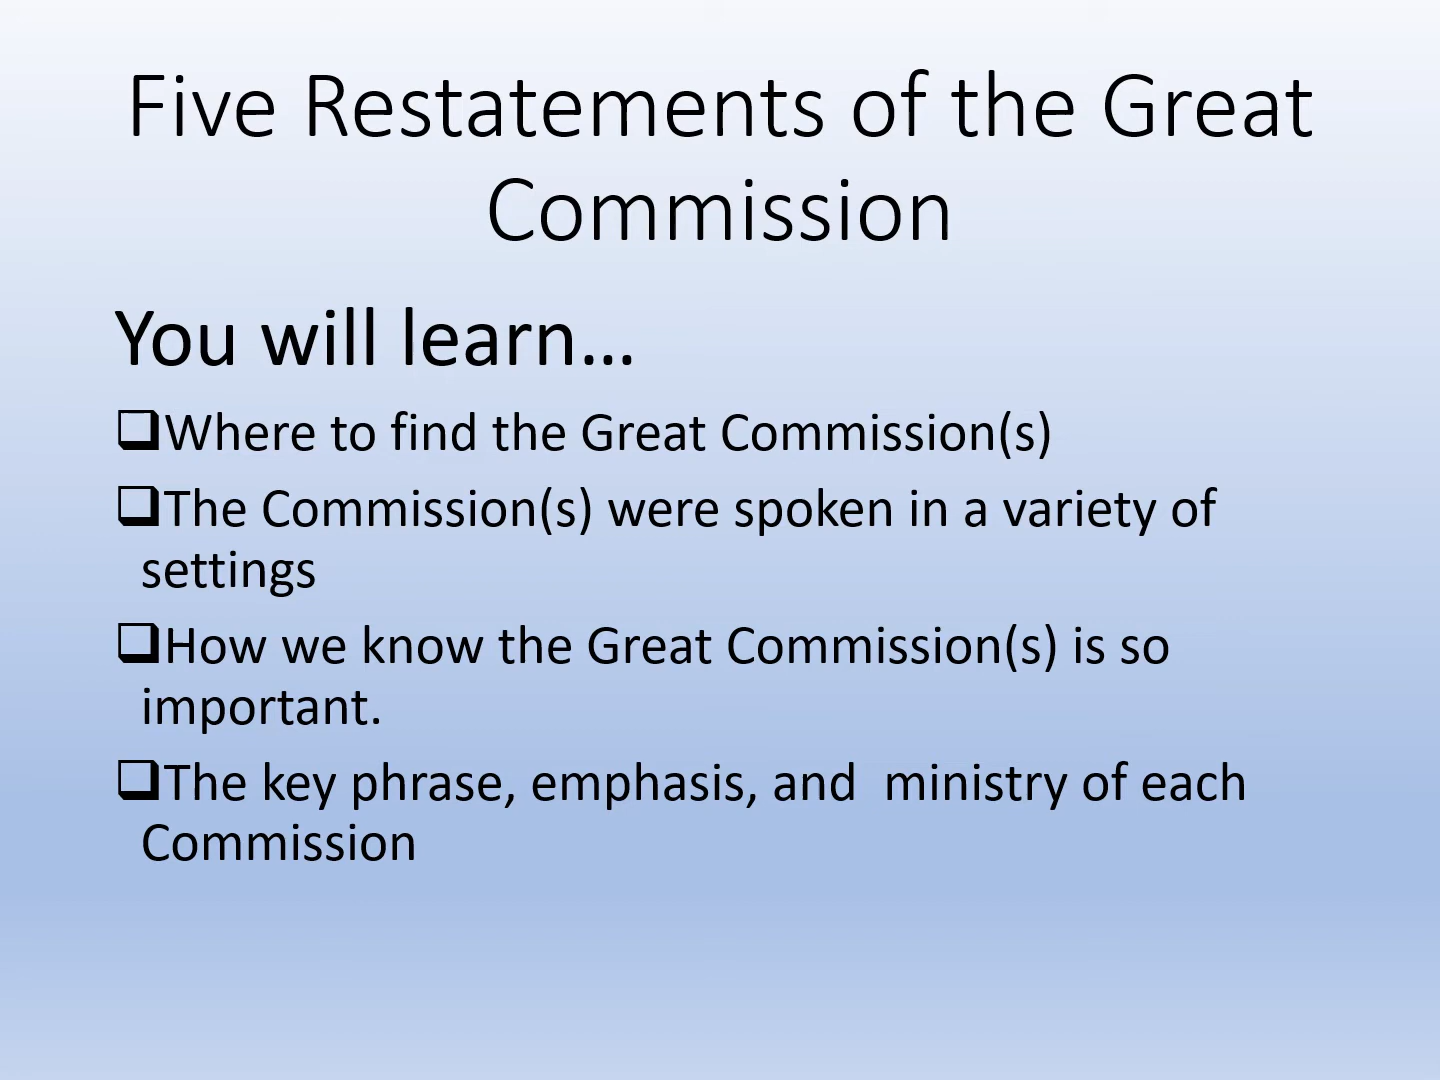 Five Restatements of the Great
Commission
You will learn…
❑Where to find the Great Commission(s)
❑The Commission(s) were spoken in a variety of
settings
❑How we know the Great Commission(s) is so
important.
❑The key phrase, emphasis, and  ministry of each
Commission